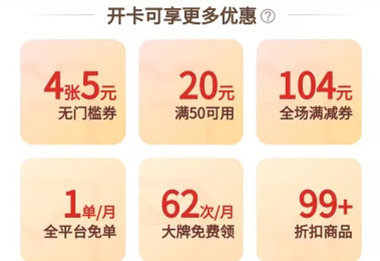 开卡可享更多优惠?
4张5元
无门槛券
20元
满50可用
104元
全场满减券
1单/月
全平台免单
62次/月
大牌免费领
99+
折扣商品